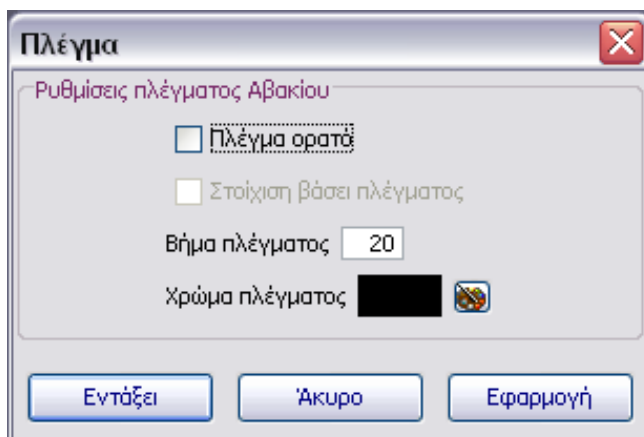 Πλέγμα
Ρυθμίσεις πλέγματος Αβακίου
Πλέγμα ορατό
Στοίχιση βάσει πλέγματος
Βήμα πλέγματος 20
Χρώμα πλέγματος
Εντάξει Άκυρο Εφαρμογή